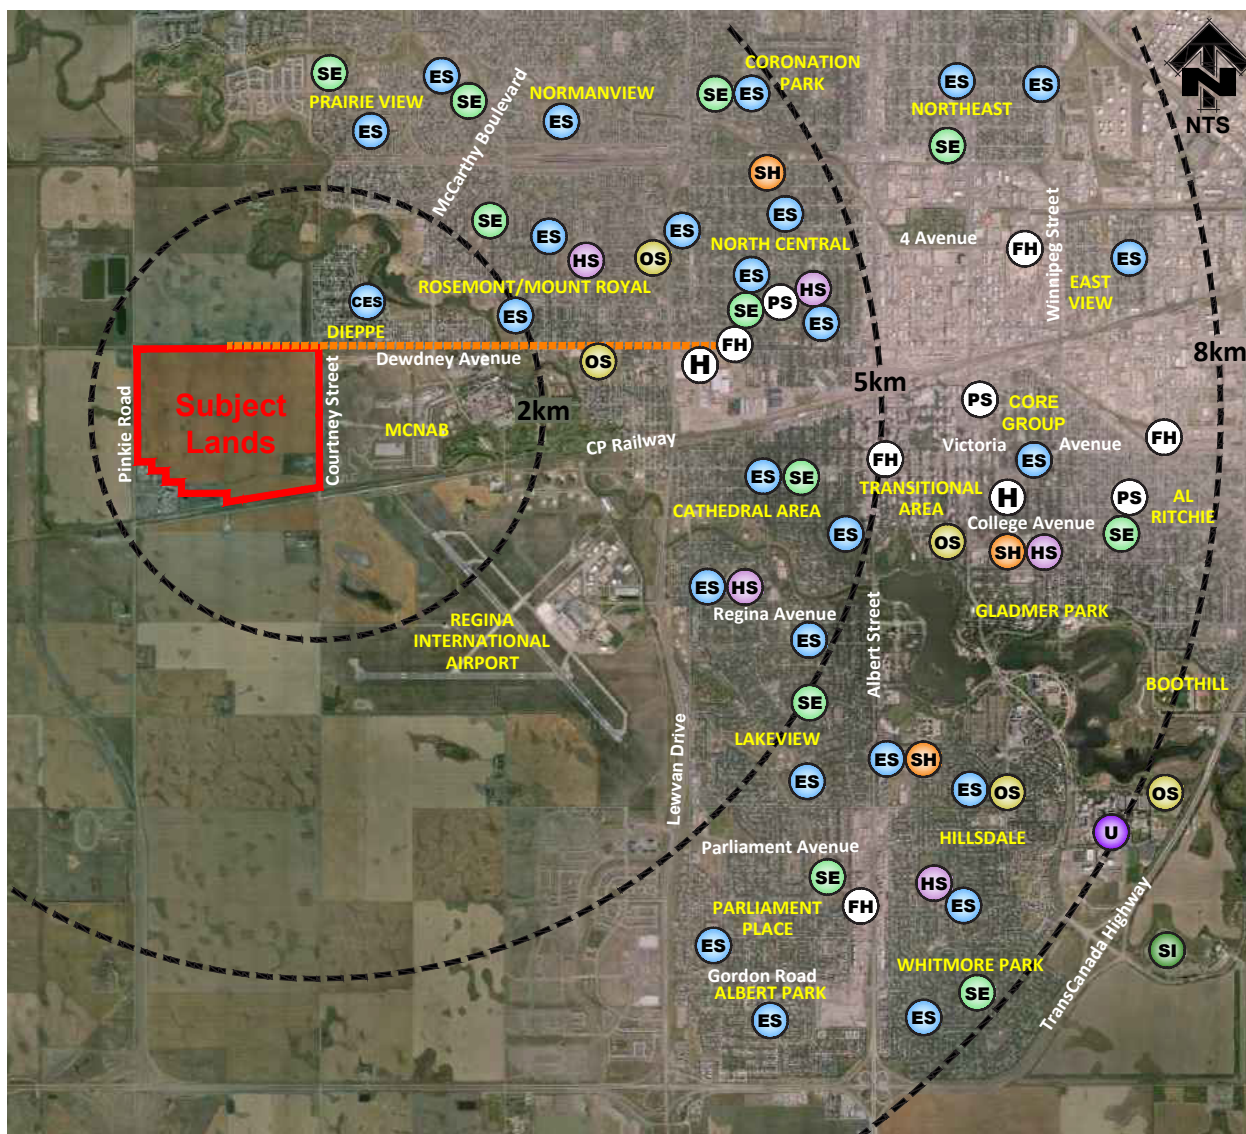 SE
ES
SE
PRAIRIE VIEW
ES
McCarthy Boulevard
NORMANVIEW
ES
CORONATION
PARK
SE
ES
ES
ES
NORTHEAST
SE
N
NTS
SH
ES
NORTH CENTRAL
SE
ES
HS
OS
ES
ROSEMONT/MOUNT ROYAL
4 Avenue
FH
Winnipeg Street
ES
EAST
VIEW
CES
DIEPPE
ES
ES
HS
PS
SE
ES
FH
Dewdney Avenue
OS
H
8km
5km
2km
Pinkie Road
Subject
Lands
Courtney Street
MCNAB
CP Railway
PS
CORE
GROUP
Victoria
Avenue
FH
ES
FH
TRANSITIONAL
AREA
H
PS
AL
RITCHIE
ES
SE
CATHEDRAL AREA
ES
College Avenue
OS
SH
HS
SE
ES
HS
Regina Avenue
ES
Albert Street
GLADMER PARK
REGINA
INTERNATIONAL
AIRPORT
BOOTHILL
SE
LAKEVIEW
Lewvan Drive
ES
ES
SH
ES
OS
OS
HILLSDALE
U
Parliament Avenue
SE
FH
HS
ES
PARLIAMENT
PLACE
ES
TransCanada Highway
SI
Gordon Road
ALBERT PARK
ES
WHITMORE PARK
SE
ES